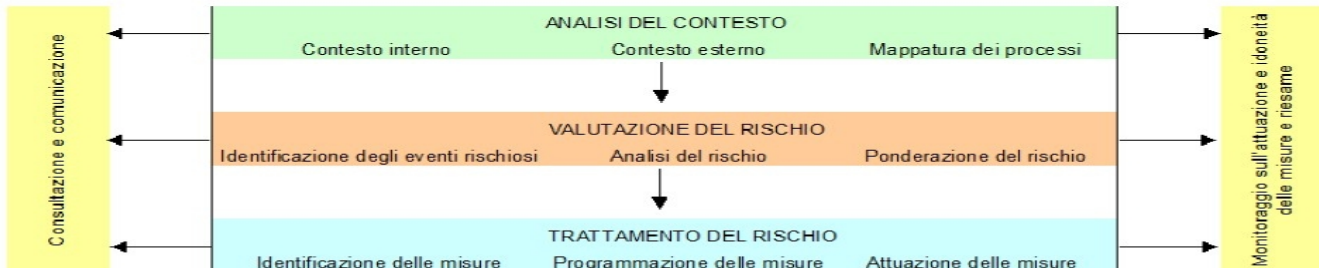 Consultazione e comunicazione
ANALISI DEL CONTESTO
Contesto interno Contesto esterno Mappatura dei processi
VALUTAZIONE DEL RISCHIO
Identificazione degli eventi rischiosi Analisi del rischio Ponderazione del rischio
TRATTAMENTO DEL RISCHIO
Identificazione delle misure Programmazione delle misure Attuazione delle misure
Monitoraggio sull'attuazione e idoneità
delle misure e riesame